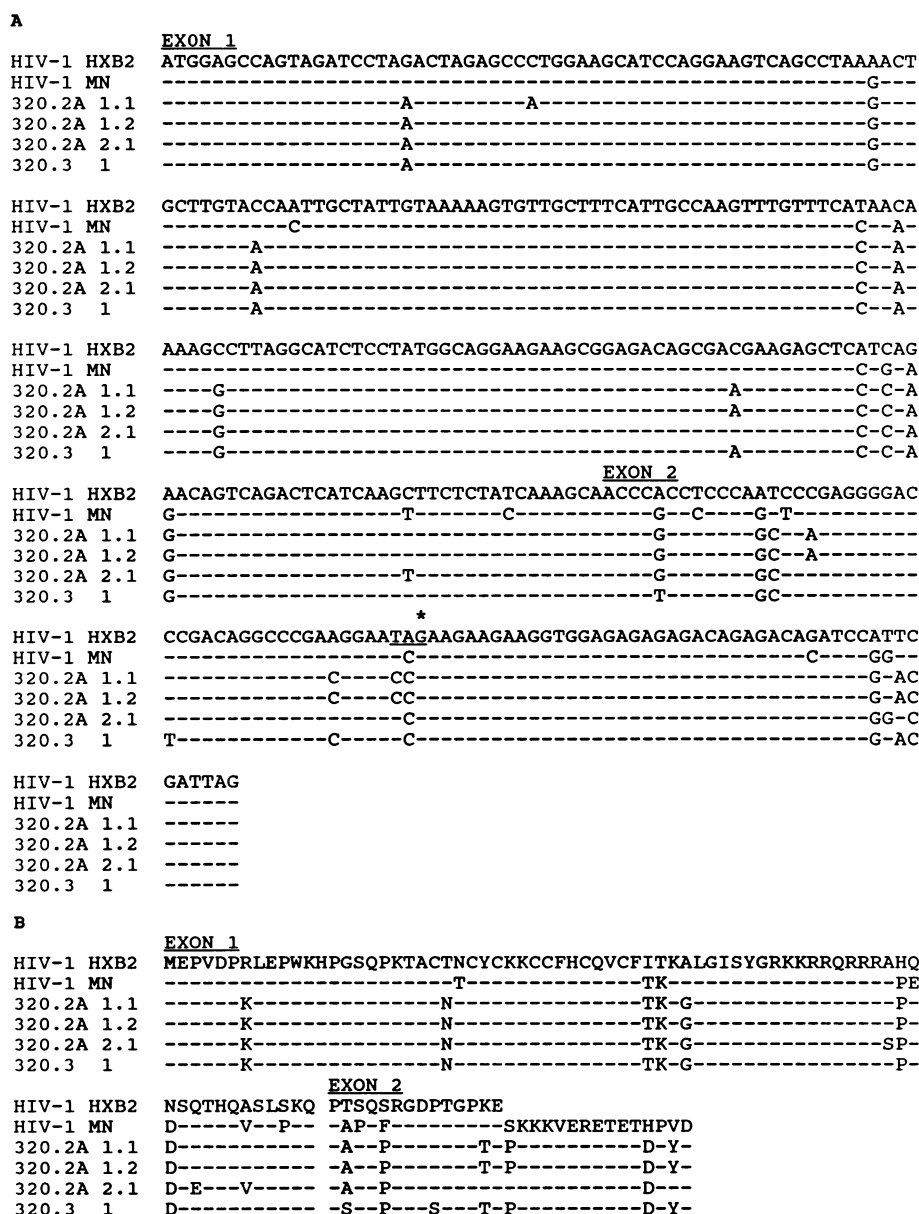 A
EXON 1
HIV-1 HXB2 ATGGAGCCAGTAGATCCTAGACTAGAGCCCTGGAAGCATCCAGGAAGTCAGCCTAAAACT
HIV-1 MN --------------------------------------------------------G---
320.2A 1.1 -------------------A---------A--------------------------G---
320.2A 1.2 -------------------A------------------------------------G---
320.2A 2.1 -------------------A------------------------------------G---
320.3 1 -------------------A------------------------------------G---
HIV-1 HXB2 GCTTGTACCAATTGCTATTGTAAAAAGTGTTGCTTTCATTGCCAAGTTTGTTTCATAACA
HIV-1 MN ----------C--------------------------------------------C--A-
320.2A 1.1 -------A-----------------------------------------------C--A-
320.2A 1.2 -------A-----------------------------------------------C--A-
320.2A 2.1 -------A-----------------------------------------------C--A-
320.3 1 -------A-----------------------------------------------C--A-
HIV-1 HXB2 AAAGCCTTAGGCATCTCCTATGGCAGGAAGAAGCGGAGACAGCGACGAAGAGCTCATCAG
HIV-1 MN -------------------------------------------------------C-G-A
320.2A 1.1 ----G----------------------------------------A---------C-C-A
320.2A 1.2 ----G----------------------------------------A---------C-C-A
320.2A 2.1 ----G--------------------------------------------------C-C-A
320.3 1 ----G----------------------------------------A---------C-C-A
EXON 2
HIV-1 HXB2 AACAGTCAGACTCATCAAGCTTCTCTATCAAAGCAACCCACCTCCCAATCCCGAGGGGAC
HIV-1 MN G------------------T-------C-----------G--C----G-T----------
320.2A 1.1 G--------------------------------------G-------GC--A--------
320.2A 1.2 G--------------------------------------G-------GC--A--------
320.2A 2.1 G------------------T-------------------G-------GC-----------
320.3 1 G--------------------------------------T-------GC-----------
*
HIV-1 HXB2 CCGACAGGCCCGAAGGAATAGAAGAAGAAGGTGGAGAGAGAGACAGAGACAGATCCATTC
HIV-1 MN -------------------C-------------------------------C----GG--
320.2A 1.1 -------------C----CC------------------------------------G-AC
320.2A 1.2 -------------C----CC------------------------------------G-AC
320.2A 2.1 -------------------C------------------------------------GG-C
320.3 1 T------------C-----C------------------------------------G-AC
HIV-1 HXB2 GATTAG
HIV-1 MN ------
320.2A 1.1 ------
320.2A 1.2 ------
320.2A 2.1 ------
320.3 1 ------
B
EXON 1
HIV-1 HXB2 MEPVDPRLEPWKHPGSQPKTACTNCYCKKCCFHCQVCFITKALGISYGRKKRRQRRRAHQ
HIV-1 MN -----------------------T--------------TK------------------PE
320.2A 1.1 ------K---------------N---------------TK-G----------------P-
320.2A 1.2 ------K---------------N---------------TK-G----------------P-
320.2A 2.1 ------K---------------N---------------TK-G---------------SP-
320.3 1 ------K---------------N---------------TK-G----------------P-
EXON 2
HIV-1 HXB2 NSQTHQASLSKQ PTSQSRGDPTGPKE
HIV-1 MN D-----V--P-- -AP-F---------SKKKVERETETHPVD
320.2A 1.1 D----------- -A--P-------T-P----------D-Y-
320.2A 1.2 D----------- -A--P-------T-P----------D-Y-
320.2A 2.1 D-E---V----- -A--P--------------------D---
320.3 1 D----------- -S--P---S---T-P----------D-Y-